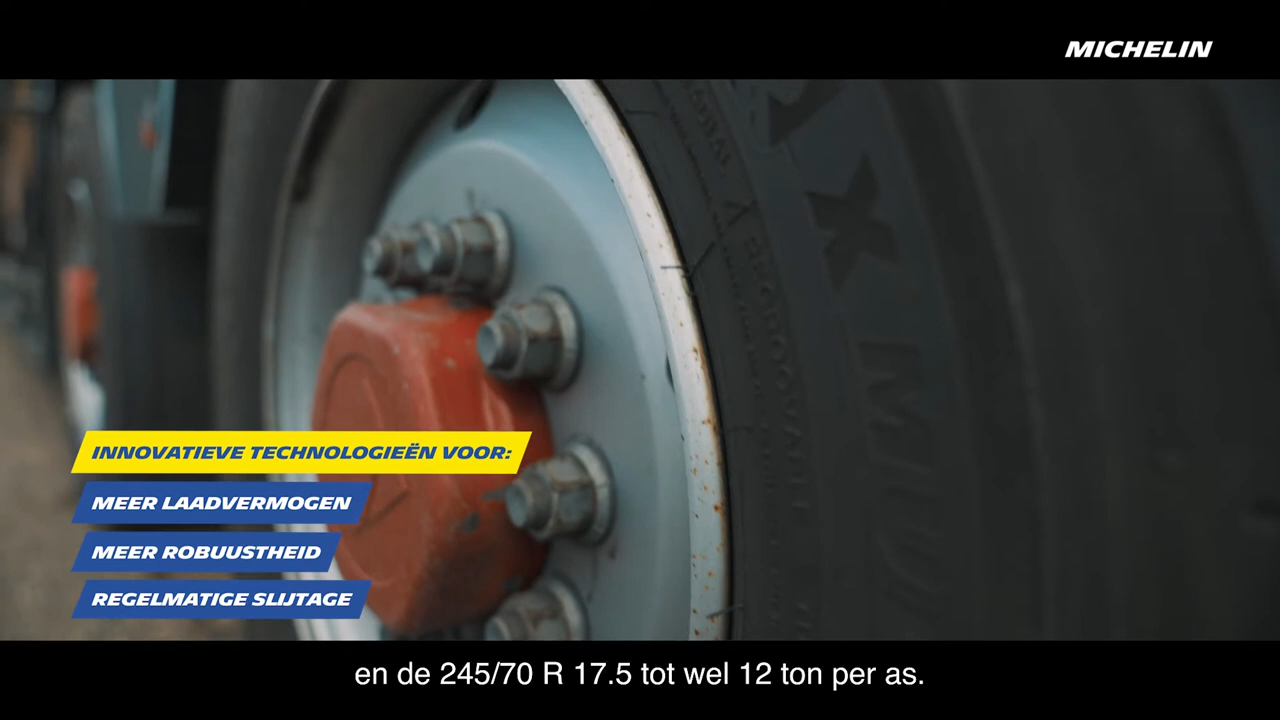 MICHELIN
X MULTI
INNOVATIEVE TECHNOLOGIEËN VOOR:
MEER LAADVERMOGEN
MEER ROBUUSTHEID
REGELMATIGE SLIJTAGE
en de 245/70 R 17.5 tot wel 12 ton per as.